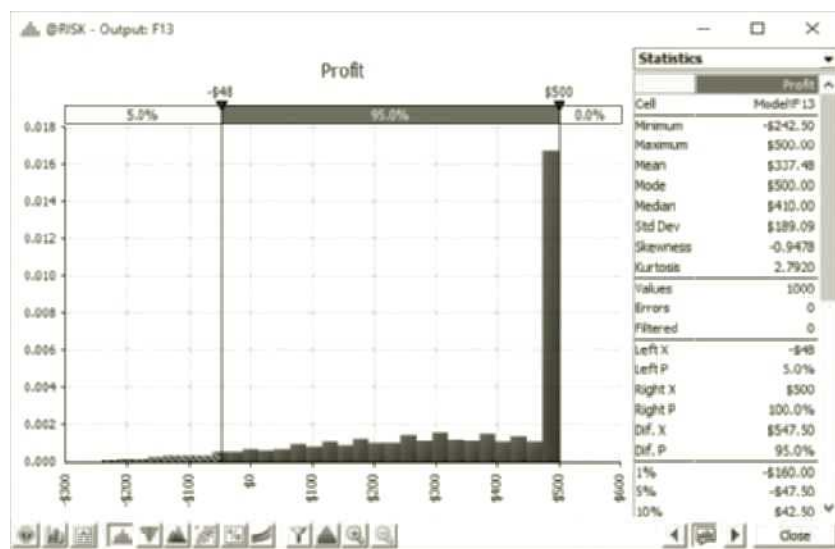 @RISK - Output: F13
Profit
-$48
$500
5.0%
95.0%
0.0%
0.018
0.016
0.014
0.012
0.010
0.008
0.006
0.004
0.002
0.000
-$300
-$200
-$100
$0
$100
$200
$300
$400
$500
$600
Statistics
Profit
Cell Model!F13
Minimum -$242.50
Maximum $500.00
Mean $337.48
Mode $500.00
Median $410.00
Std Dev $189.09
Skewness -0.9478
Kurtosis 2.7920
Values 1000
Errors 0
Filtered 0
Left X -$48
Left P 5.0%
Right X $500
Right P 100.0%
Dif. X $547.50
Dif. P 95.0%
1% -$160.00
5% -$47.50
10% $42.50
Close